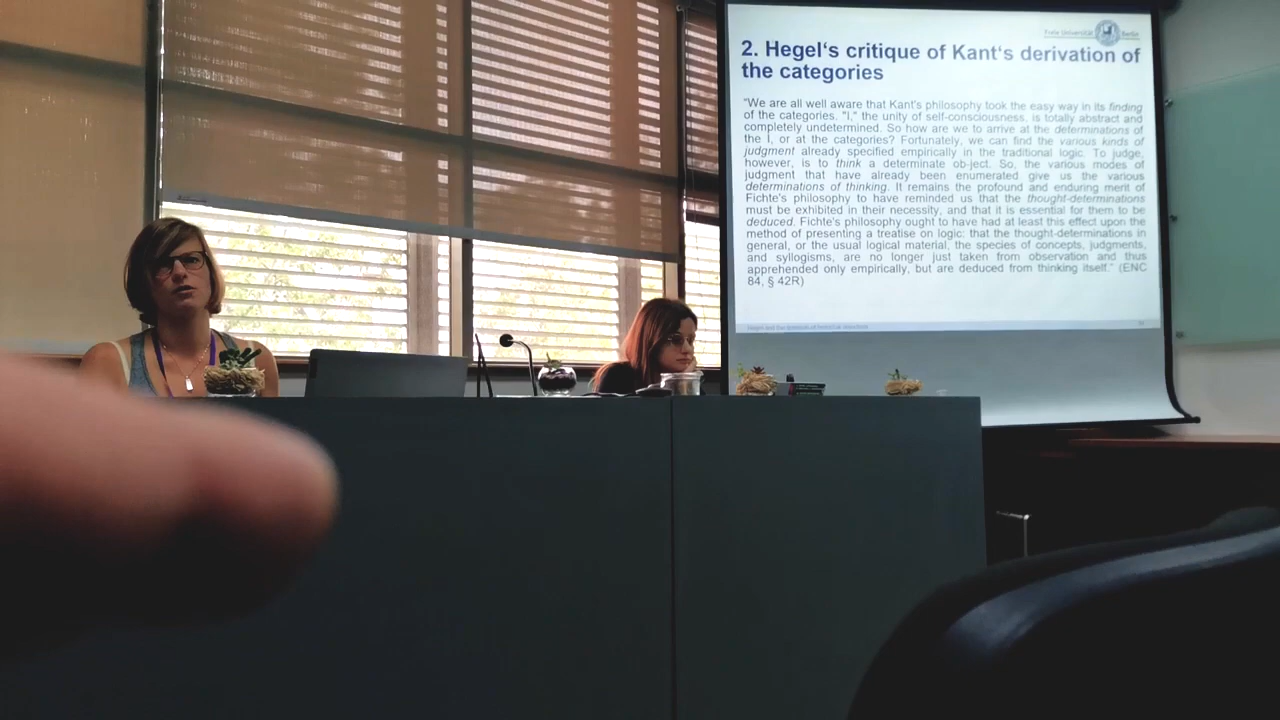 Freie Universität Berlin
2. Hegel‘s critique of Kant‘s derivation of
the categories
"We are all well aware that Kant's philosophy took the easy way in its finding
of the categories. "I," the unity of self-consciousness, is totally abstract and
completely undetermined. So how are we to arrive at the determinations of
the I, or at the categories? Fortunately, we can find the various kinds of
judgment already specified empirically in the traditional logic. To judge,
however, is to think a determinate ob-ject. So, the various modes of
judgment that have already been enumerated give us the various
determinations of thinking. It remains the profound and enduring merit of
Fichte's philosophy to have reminded us that the thought-determinations
must be exhibited in their necessity, and that it is essential for them to be
deduced. Fichte's philosophy ought to have had at least this effect upon the
method of presenting a treatise on logic: that the thought-determinations in
general, or the usual logical material, the species of concepts, judgments,
and syllogisms, are no longer just taken from observation and thus
apprehended only empirically, but are deduced from thinking itself." (ENC
84, § 42R)
Hegel and the